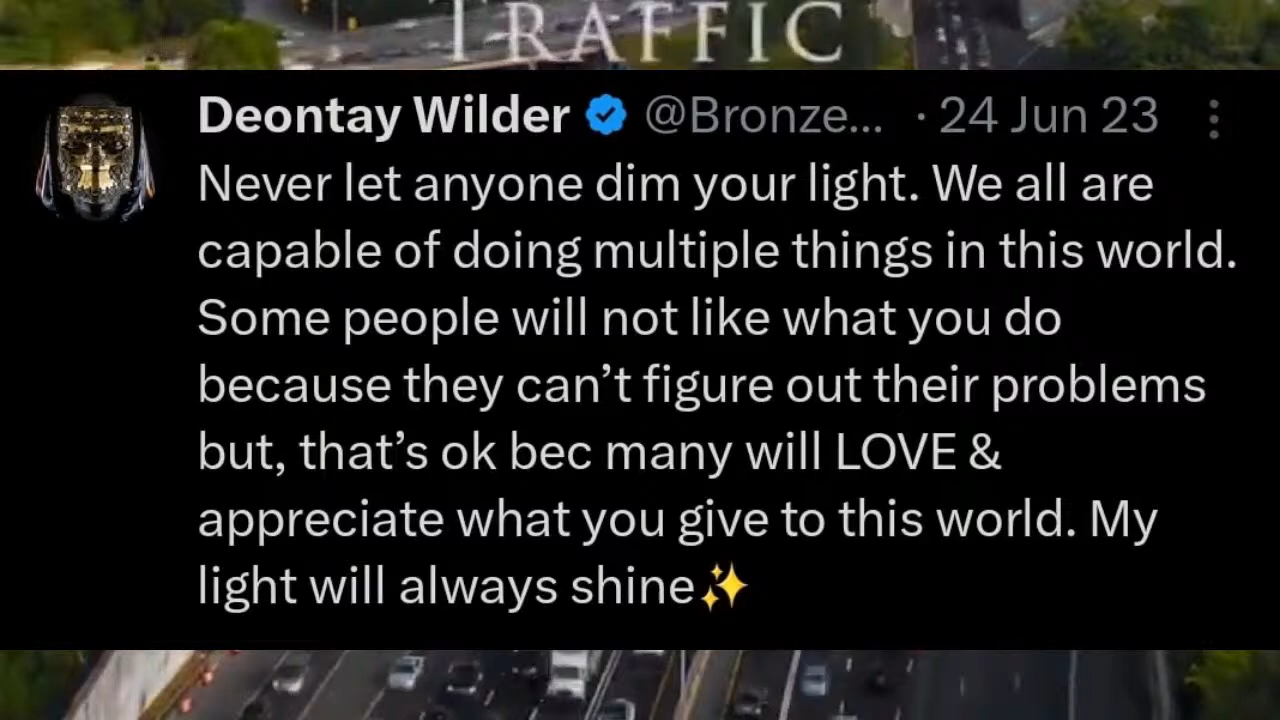 TRAFFIC
Deontay Wilder @Bronze... · 24 Jun 23
Never let anyone dim your light. We all are
capable of doing multiple things in this world.
Some people will not like what you do
because they can’t figure out their problems
but, that’s ok bec many will LOVE &
appreciate what you give to this world. My
light will always shine✨